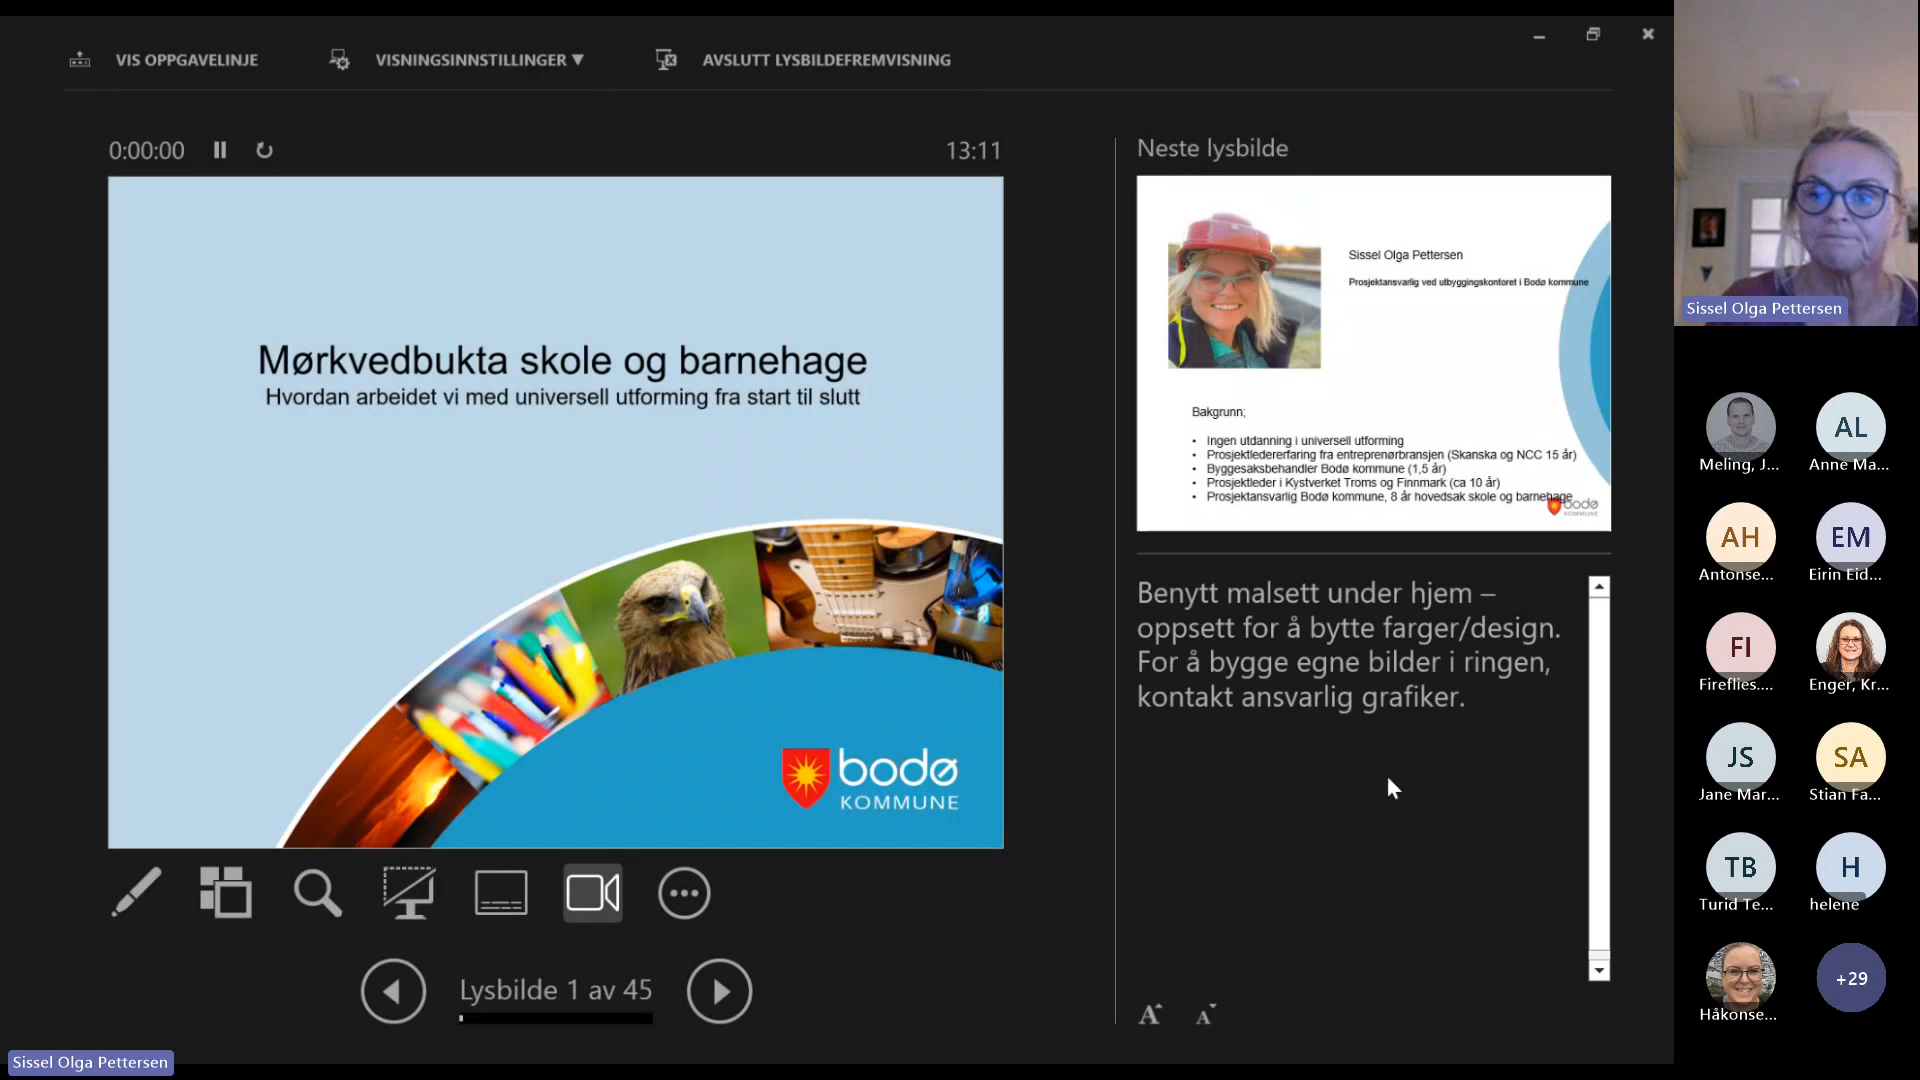 VIS OPPGAVELINJE
VISNINGSINNSTILLINGER ▼
AVSLUTT LYSBILDEFREMVISNING
0:00:00
13:11
Mørkvedbukta skole og barnehage
Hvordan arbeidet vi med universell utforming fra start til slutt
bodø
KOMMUNE
Lysbilde 1 av 45
Neste lysbilde
Sissel Olga Pettersen
Prosjektansvarlig ved utbyggingskontoret i Bodø kommune
Bakgrunn;
• Ingen utdanning i universell utforming
• Prosjektledererfaring fra entreprenørbransjen (Skanska og NCC 15 år)
• Byggesaksbehandler Bodø kommune (1,5 år)
• Prosjektleder i Kystverket Troms og Finnmark (ca 10 år)
• Prosjektansvarlig Bodø kommune, 8 år hovedsak skole og barnehage
bodø
KOMMUNE
Benytt malsett under hjem –
oppsett for å bytte farger/design.
For å bygge egne bilder i ringen,
kontakt ansvarlig grafiker.
A A
Sissel Olga Pettersen
Meling, J...
AL
Anne Ma...
AH
Antonse...
EM
Eirin Eid...
FI
Fireflies....
Enger, Kr...
JS
Jane Mar...
SA
Stian Fa...
TB
Turid Te...
H
helene
Håkonse...
+29
Sissel Olga Pettersen